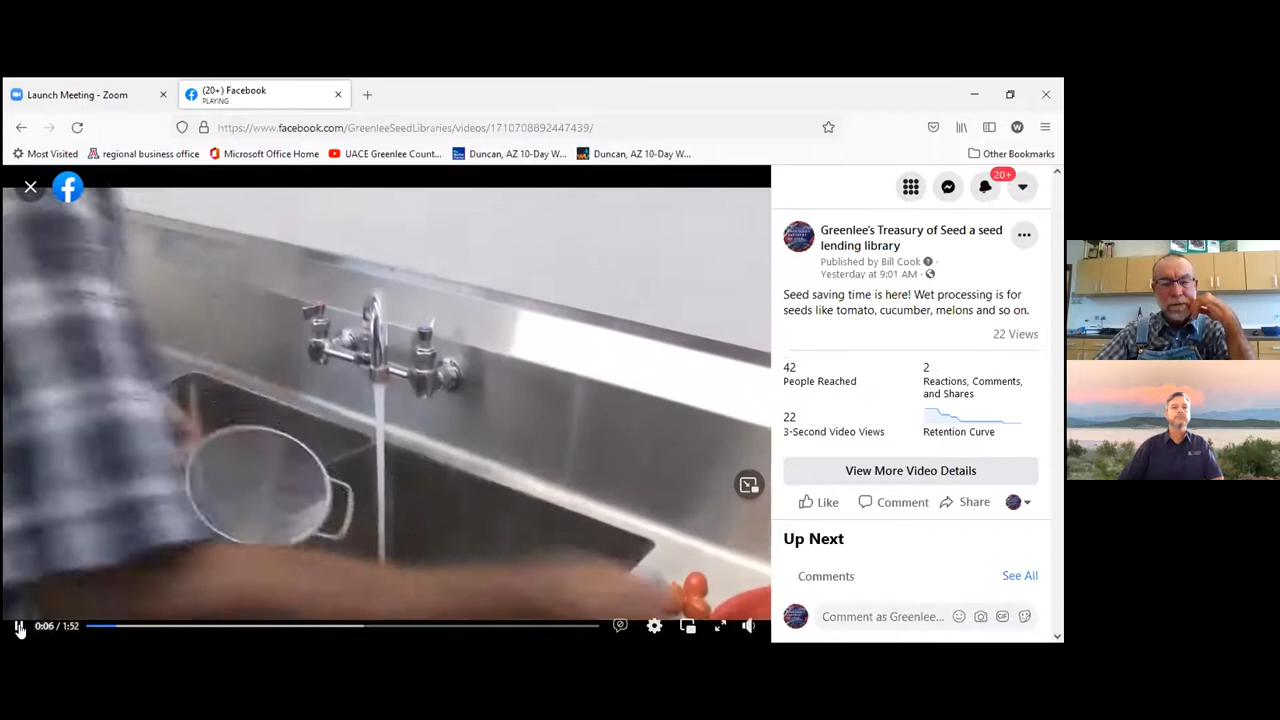 Launch Meeting - Zoom
(20+) Facebook
PLAYING
https://www.facebook.com/GreenleeSeedLibraries/videos/1710708892447439/
Most Visited
regional business office
Microsoft Office Home
UACE Greenlee Count...
Duncan, AZ 10-Day W...
Duncan, AZ 10-Day W...
Other Bookmarks
20+
Greenlee's Treasury of Seed a seed
lending library
Published by Bill Cook
Yesterday at 9:01 AM
Seed saving time is here! Wet processing is for
seeds like tomato, cucumber, melons and so on.
22 Views
42
People Reached
2
Reactions, Comments,
and Shares
22
3-Second Video Views
Retention Curve
View More Video Details
Like
Comment
Share
Up Next
Comments
See All
Comment as Greenlee...
GIF
0:06 / 1:52